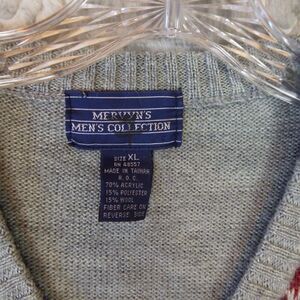 MERVYN'S
MEN'S COLLECTION
SIZE XL
RN 48557
MADE IN TAIWAN
R.O.C.
70% ACRYLIC
15% POLYESTER
15% WOOL
FIBER CARE ON
REVERSE SIDE